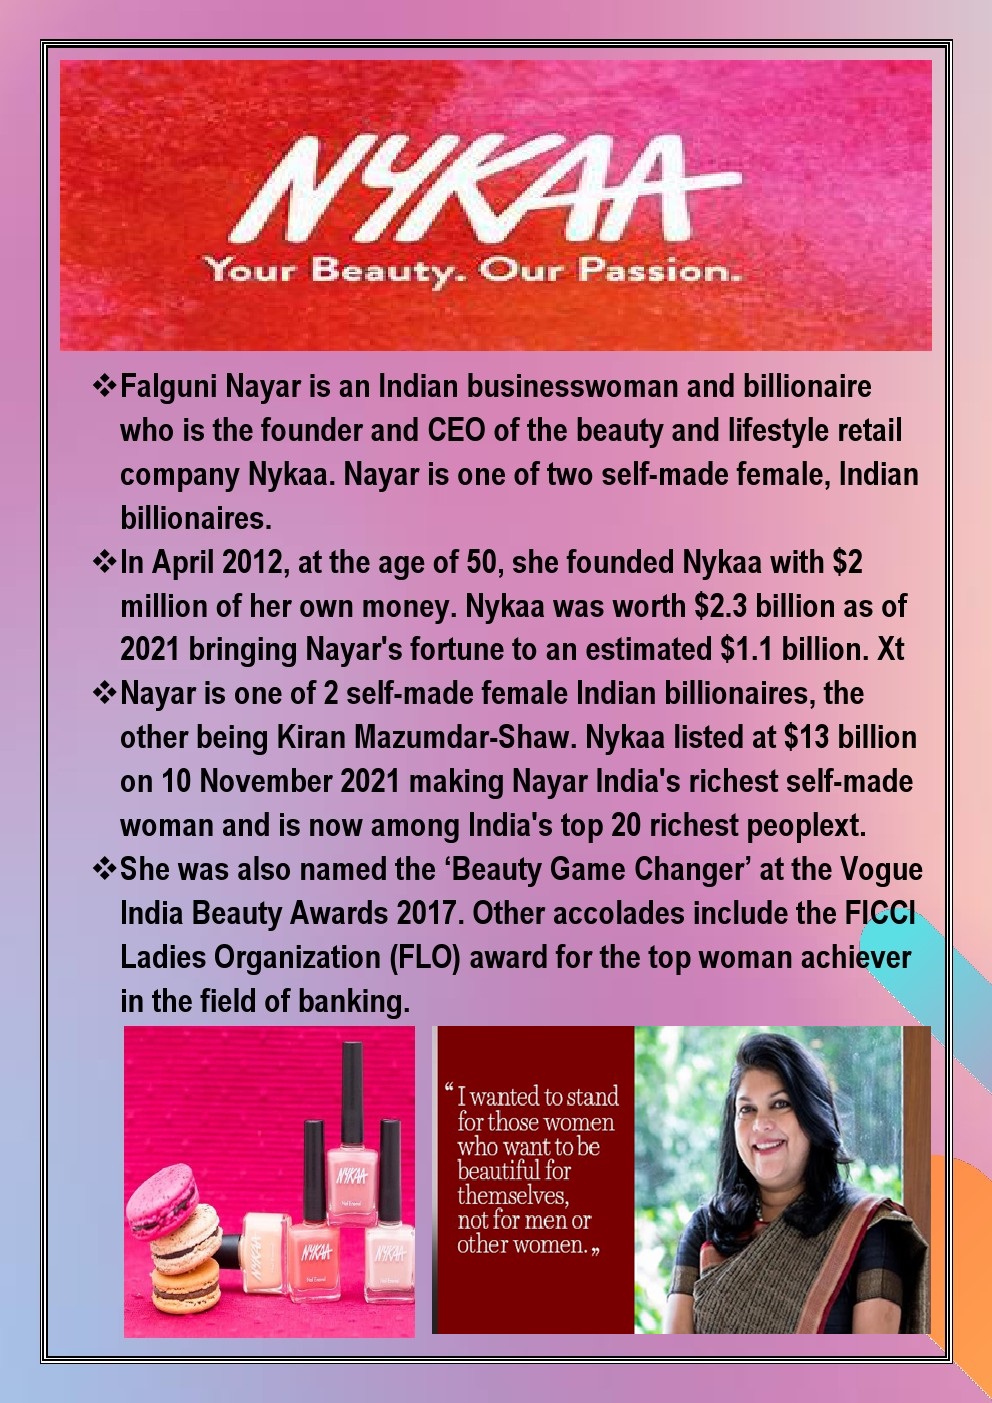 NYKAA
Your Beauty. Our Passion.
❖Falguni Nayar is an Indian businesswoman and billionaire
who is the founder and CEO of the beauty and lifestyle retail
company Nykaa. Nayar is one of two self-made female, Indian
billionaires.
❖In April 2012, at the age of 50, she founded Nykaa with $2
million of her own money. Nykaa was worth $2.3 billion as of
2021 bringing Nayar's fortune to an estimated $1.1 billion. Xt
❖Nayar is one of 2 self-made female Indian billionaires, the
other being Kiran Mazumdar-Shaw. Nykaa listed at $13 billion
on 10 November 2021 making Nayar India's richest self-made
woman and is now among India's top 20 richest peoplext.
❖She was also named the ‘Beauty Game Changer’ at the Vogue
India Beauty Awards 2017. Other accolades include the FICCI
Ladies Organization (FLO) award for the top woman achiever
in the field of banking.
NYKAA
Nail Enamel
NYKAA
NYKAA
Nail Enamel
NYKAA
Nail Enamel
“ I wanted to stand
for those women
who want to be
beautiful for
themselves,
not for men or
other women. „